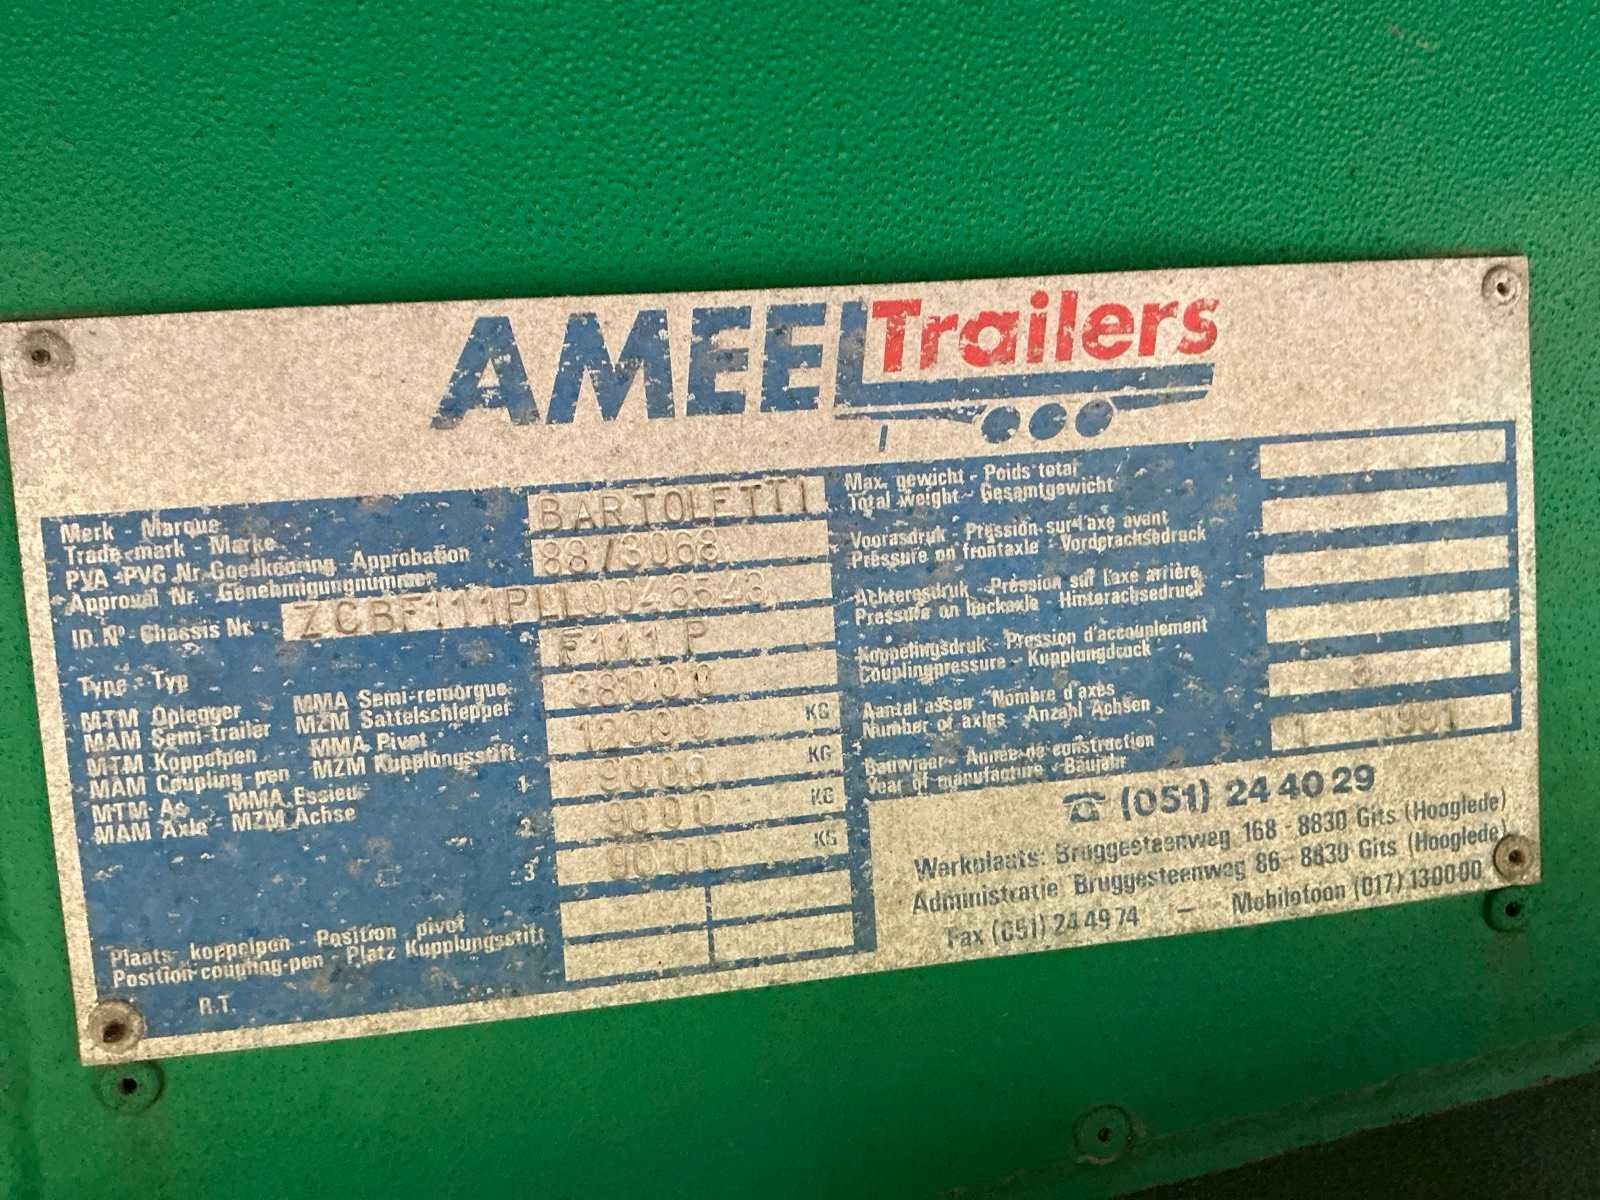 AMEEL Trailers
Merk - Marque BARTOLETTI
Trade-mark - Marke
PVA - PVG Nr. Goedkeuring - Approbation 88/3068
Approval Nr. Genehmigungnummer
ID. Nº Chassis Nr. ZCBF111PLL0046548
Type - Typ F111P
MTM Oplegger MMA Semi-remorque 38000
MAM Semi-trailer MZM Sattelschlepper
MTM Koppelpen MMA Pivot 12000 KG
MAM Coupling-pen - MZM Kupplungsstift
MTM As MMA Essieu 1 9000 KG
MAM Axle - MZM Achse 2 9000 KG
3 9000 KG
Plaats koppelpen - Position pivot
Position coupling-pen - Platz Kupplungsstift
R.T.
Max. gewicht - Poids total
Total weight - Gesamtgewicht
Voorasdruk - Pression sur l'axe avant
Pressure on frontaxle - Vorderachsedruck
Achterasdruk - Pression sur l'axe arrière
Pressure on backaxle - Hinterachsedruck
Koppelingsdruk - Pression d'accouplement
Couplingpressure - Kupplungdruck
Aantal assen - Nombre d'axes 3
Number of axles - Anzahl Achsen
Bouwjaar - Année de construction 1 1991
Year of manufacture - Baujahr
☎ (051) 24 40 29
Werkplaats: Bruggesteenweg 168 - 8830 Gits (Hooglede)
Administratie Bruggesteenweg 86 - 8830 Gits (Hooglede)
Fax (051) 24 49 74 - Mobilofoon (017) 130000